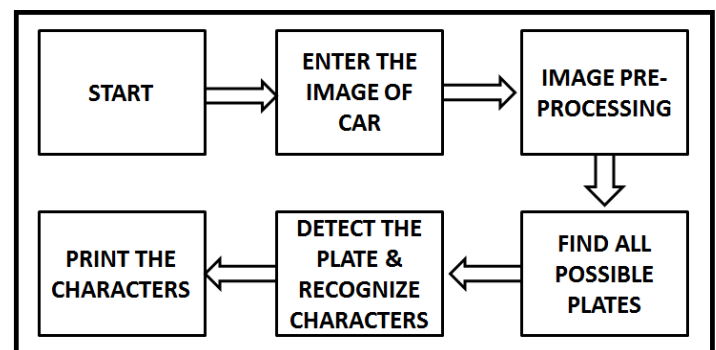 START
ENTER THE
IMAGE OF
CAR
IMAGE PRE-
PROCESSING
FIND ALL
POSSIBLE
PLATES
DETECT THE
PLATE &
RECOGNIZE
CHARACTERS
PRINT THE
CHARACTERS